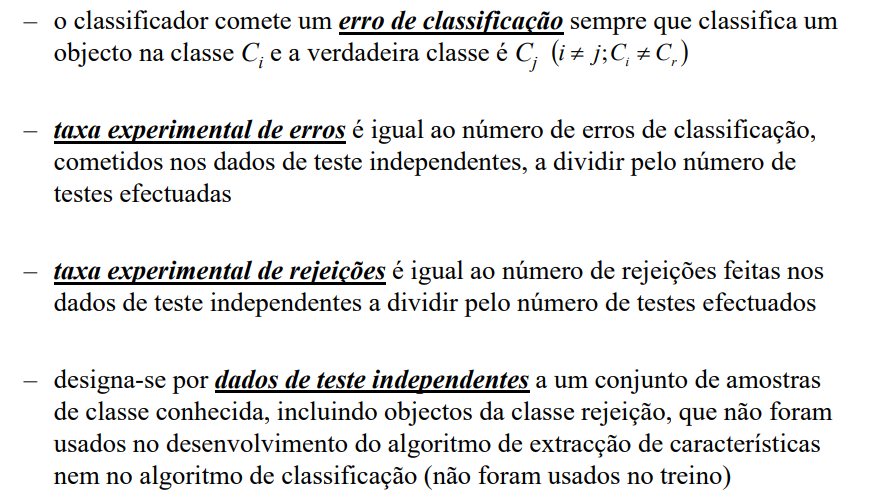 – o classificador comete um erro de classificação sempre que classifica um
objecto na classe Cᵢ e a verdadeira classe é Cⱼ (i ≠ j; Cᵢ ≠ Cᵣ)
– taxa experimental de erros é igual ao número de erros de classificação,
cometidos nos dados de teste independentes, a dividir pelo número de
testes efectuadas
– taxa experimental de rejeições é igual ao número de rejeições feitas nos
dados de teste independentes a dividir pelo número de testes efectuados
– designa-se por dados de teste independentes a um conjunto de amostras
de classe conhecida, incluindo objectos da classe rejeição, que não foram
usados no desenvolvimento do algoritmo de extracção de características
nem no algoritmo de classificação (não foram usados no treino)